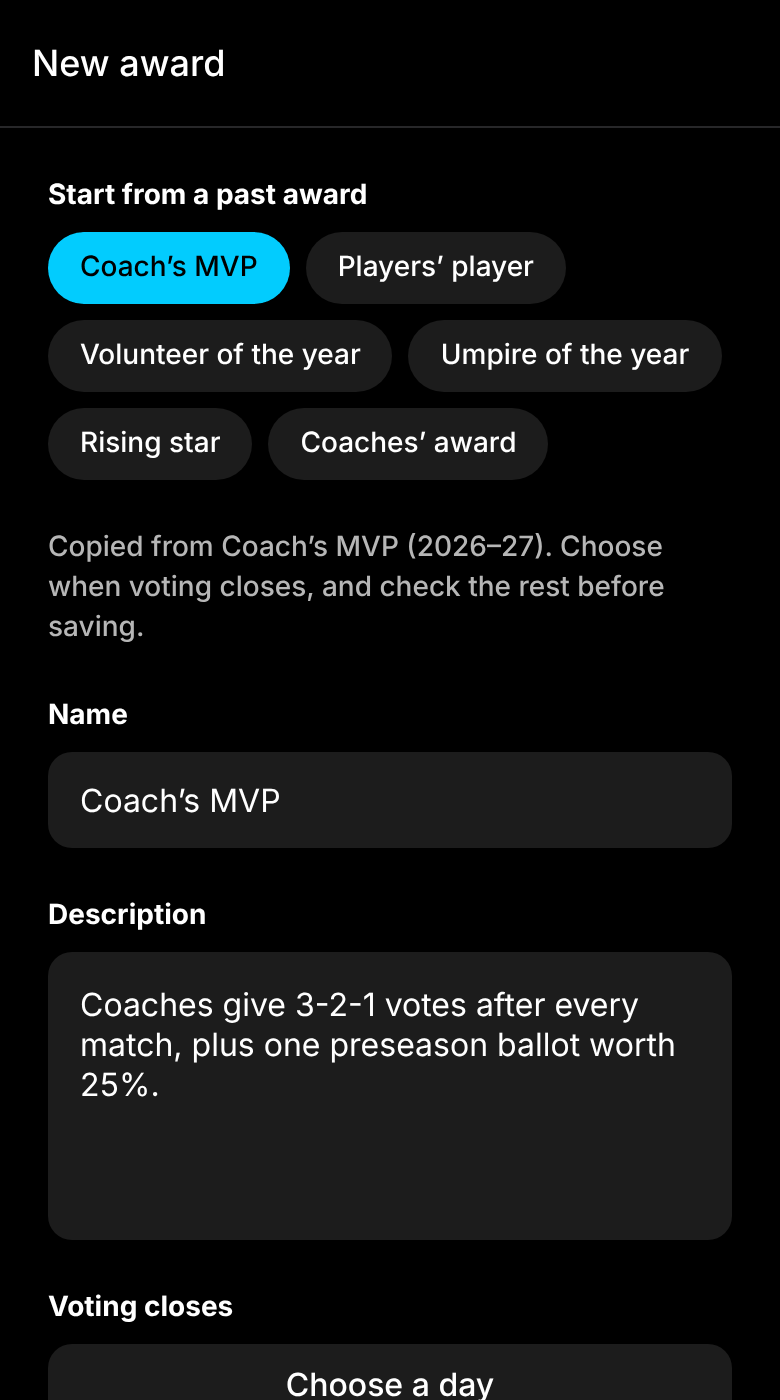 New award
Start from a past award
Coach’s MVP
Players’ player
Volunteer of the year
Umpire of the year
Rising star
Coaches’ award
Copied from Coach’s MVP (2026–27). Choose
when voting closes, and check the rest before
saving.
Name
Coach’s MVP
Description
Coaches give 3-2-1 votes after every
match, plus one preseason ballot worth
25%.
Voting closes
Choose a day